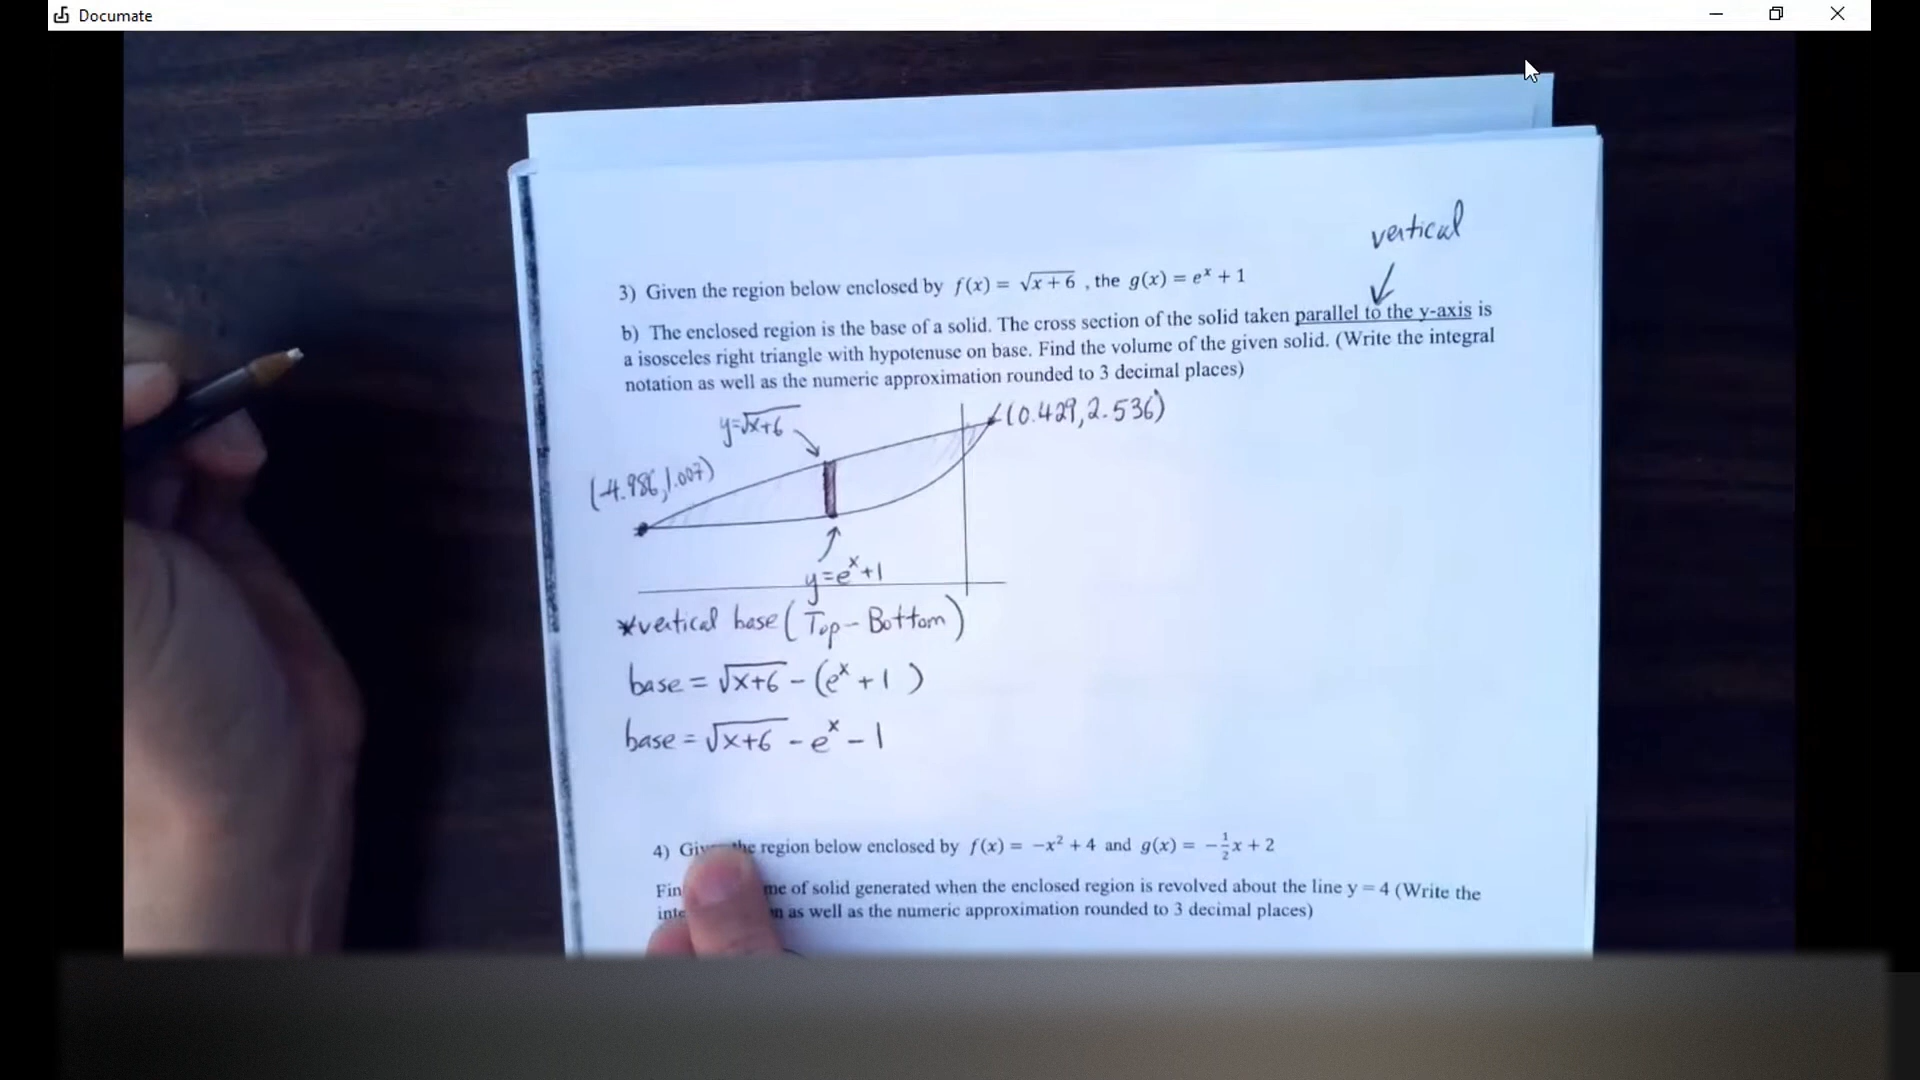 Documate
vertical
3) Given the region below enclosed by f(x) = √x+6 , the g(x) = eˣ + 1
b) The enclosed region is the base of a solid. The cross section of the solid taken parallel to the y-axis is
a isosceles right triangle with hypotenuse on base. Find the volume of the given solid. (Write the integral
notation as well as the numeric approximation rounded to 3 decimal places)
(0.429,2.536)
y=√x+6
(-4.986,1.007)
y=eˣ+1
*vertical base (Top - Bottom)
base = √x+6 - (eˣ + 1 )
base = √x+6 - eˣ - 1
4) the region below enclosed by f(x) = −x² + 4 and g(x) = −½x + 2
of solid generated when the enclosed region is revolved about the line y = 4 (Write the
as well as the numeric approximation rounded to 3 decimal places)